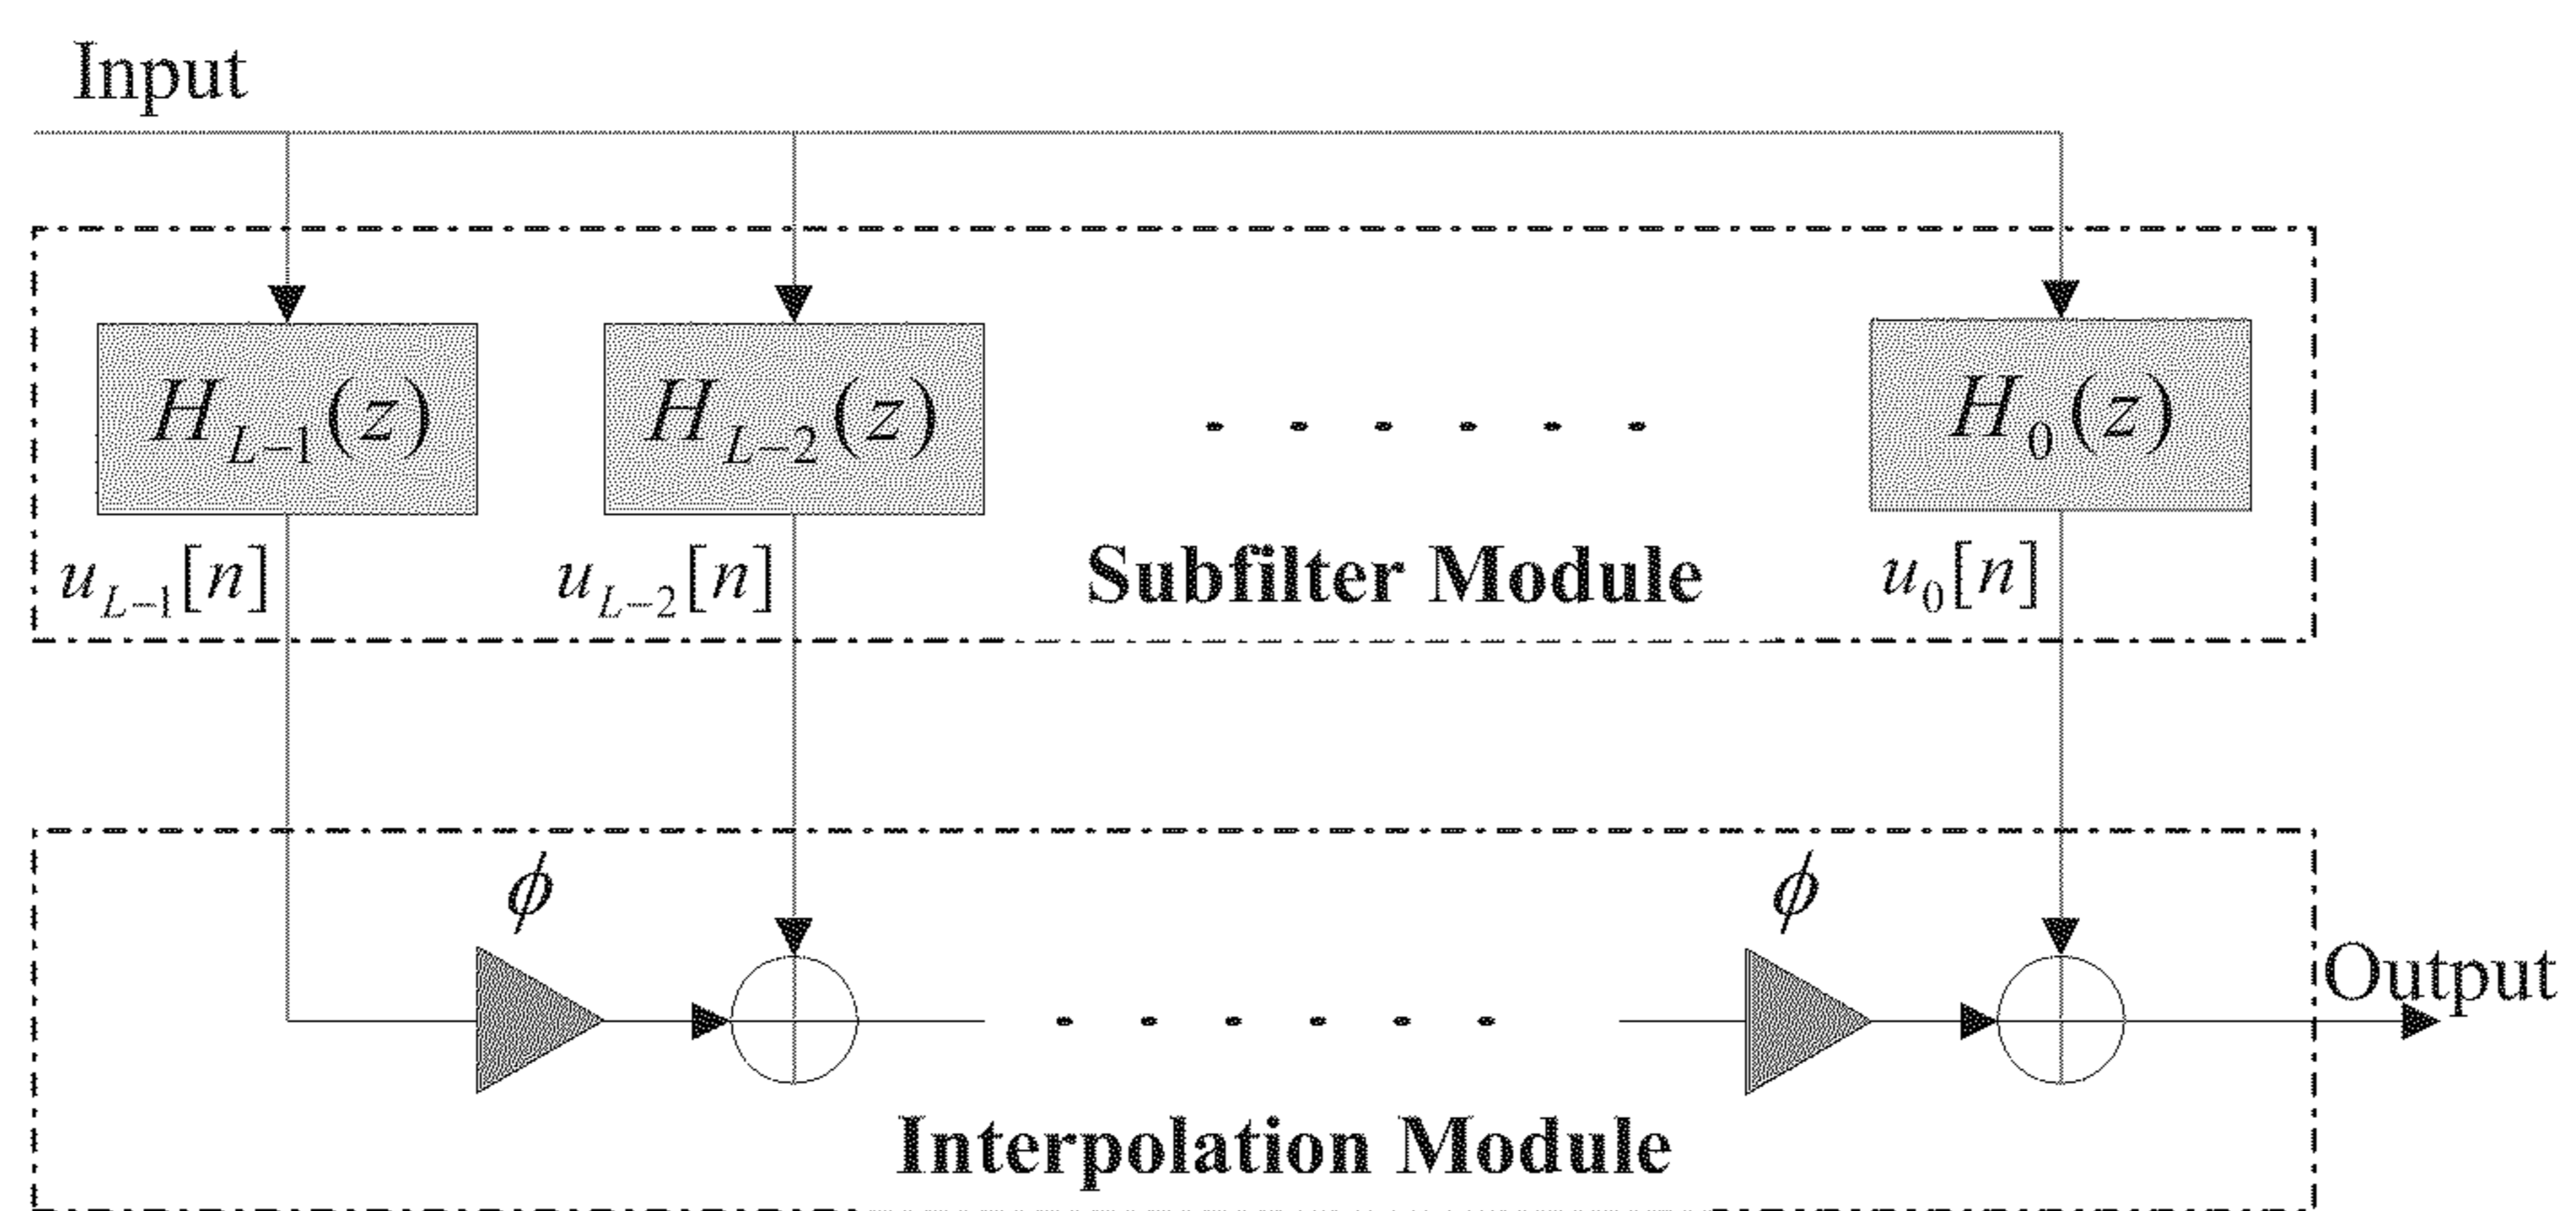 Input
H_{L-1}(z) H_{L-2}(z) H_0(z)
u_{L-1}[n] u_{L-2}[n] Subfilter Module u_0[n]
ϕ ϕ
Output
Interpolation Module